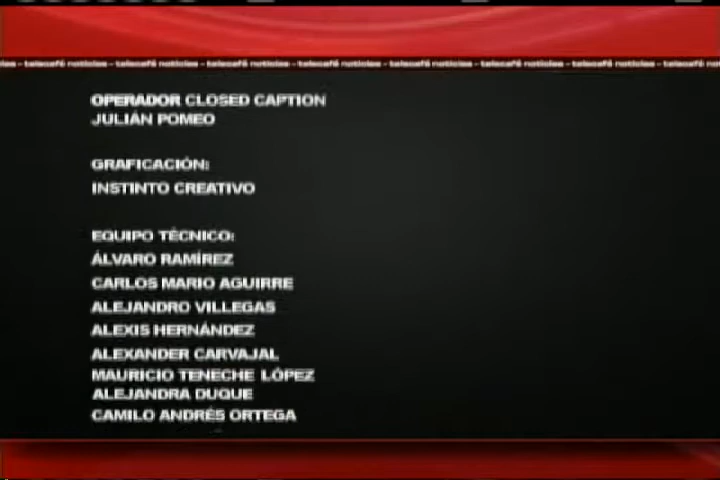 telecafé noticias - telecafé noticias - telecafé noticias - telecafé noticias - telecafé noticias - telecafé noticias - telecafé noticias
OPERADOR CLOSED CAPTION
JULIÁN POMEO
GRAFICACIÓN:
INSTINTO CREATIVO
EQUIPO TÉCNICO:
ÁLVARO RAMÍREZ
CARLOS MARIO AGUIRRE
ALEJANDRO VILLEGAS
ALEXIS HERNÁNDEZ
ALEXANDER CARVAJAL
MAURICIO TENECHE LÓPEZ
ALEJANDRA DUQUE
CAMILO ANDRÉS ORTEGA